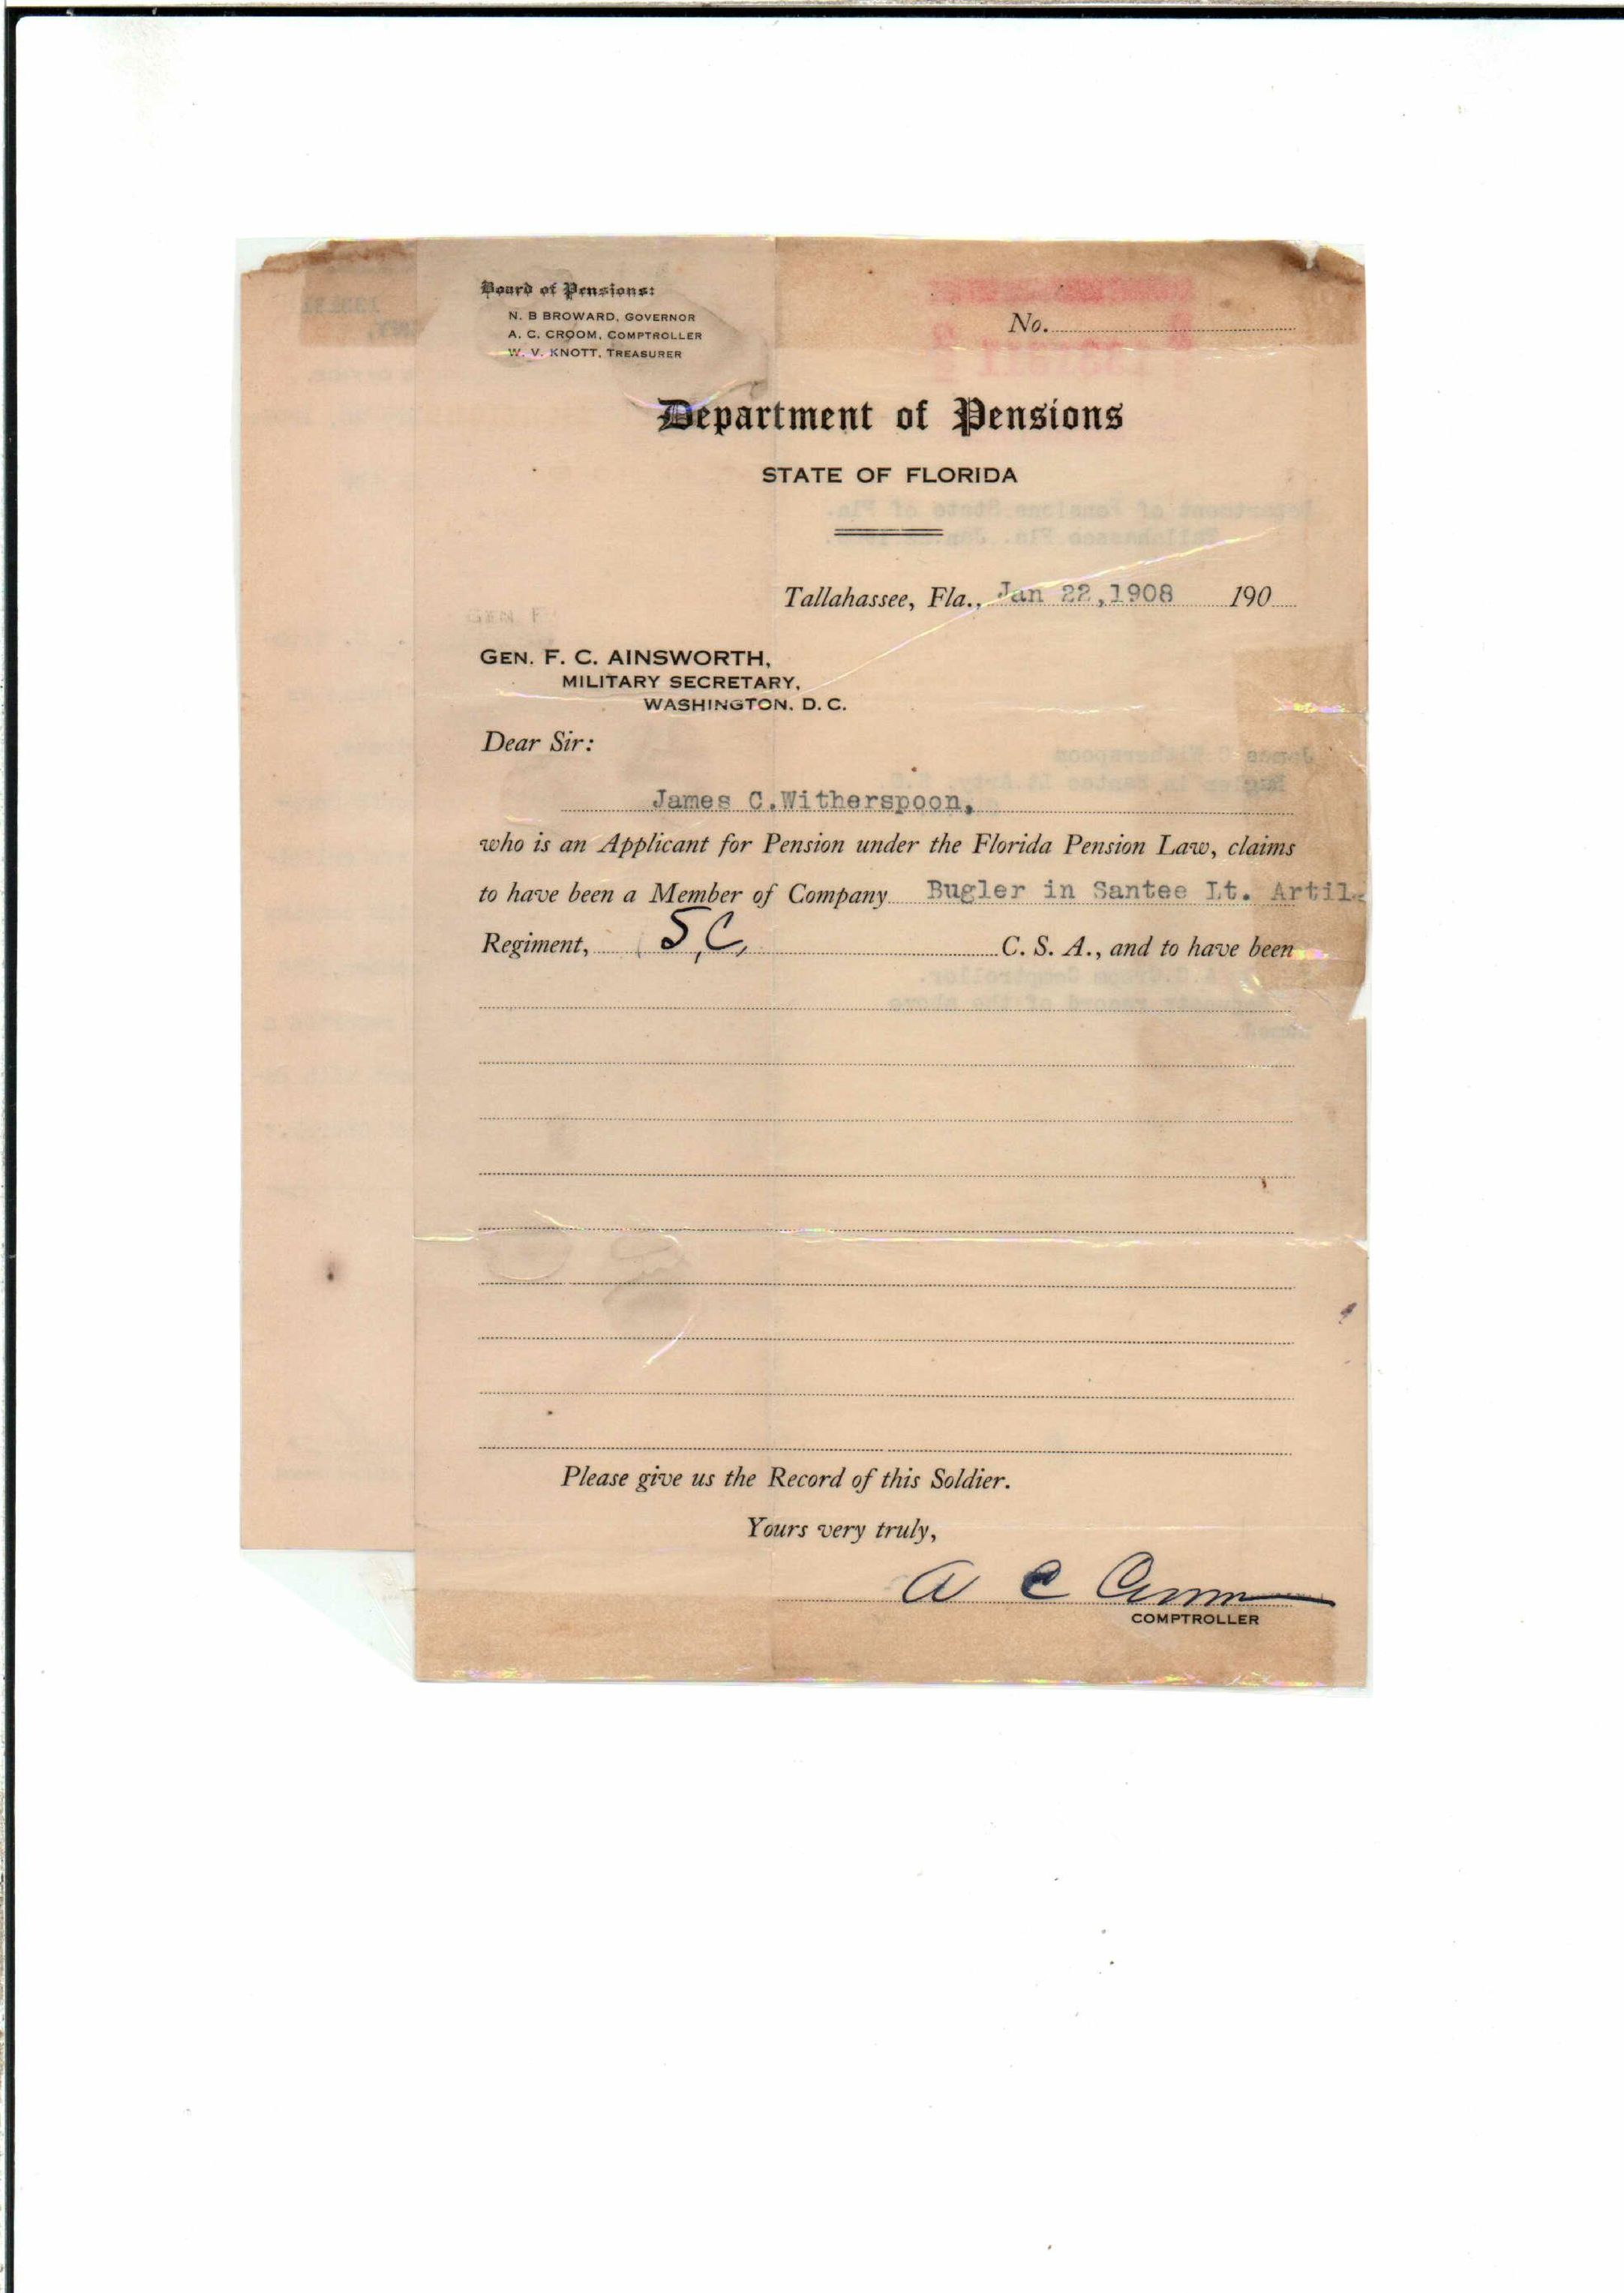 Board of Pensions:
N. B BROWARD, GOVERNOR
A. C. CROOM, COMPTROLLER
W. V. KNOTT, TREASURER
No.
Department of Pensions
STATE OF FLORIDA
Tallahassee, Fla., Jan 22,1908 190
GEN. F. C. AINSWORTH,
MILITARY SECRETARY,
WASHINGTON, D. C.
Dear Sir:
James C.Witherspoon,
who is an Applicant for Pension under the Florida Pension Law, claims
to have been a Member of Company Bugler in Santee Lt. Artil.
Regiment, S,C, C. S. A., and to have been
Please give us the Record of this Soldier.
Yours very truly,
A C Croom
COMPTROLLER